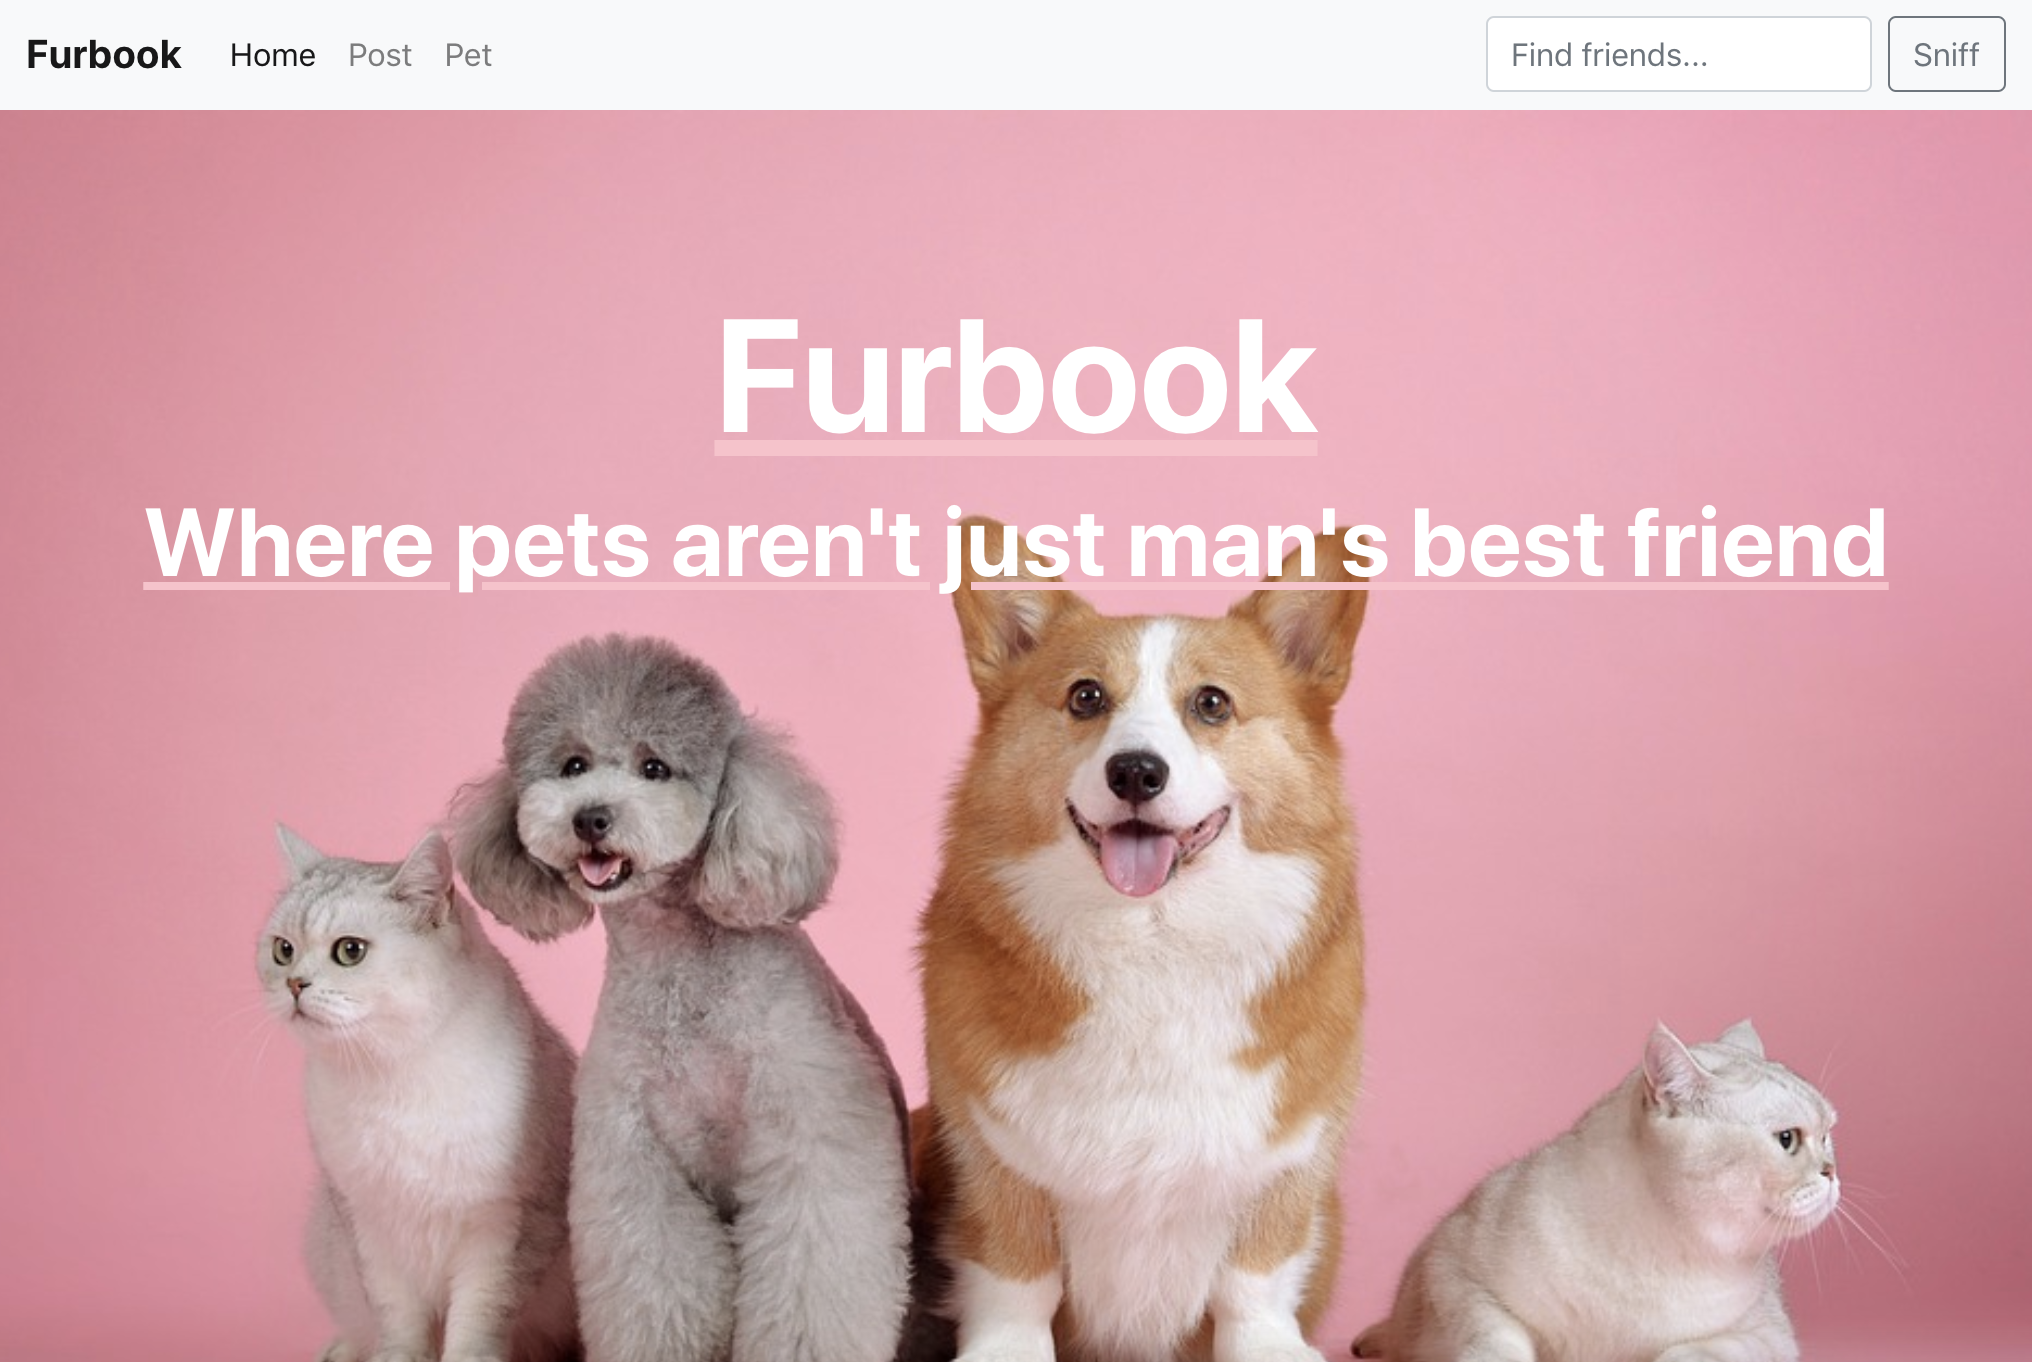 Furbook Home Post Pet Find friends... Sniff
Furbook
Where pets aren't just man's best friend